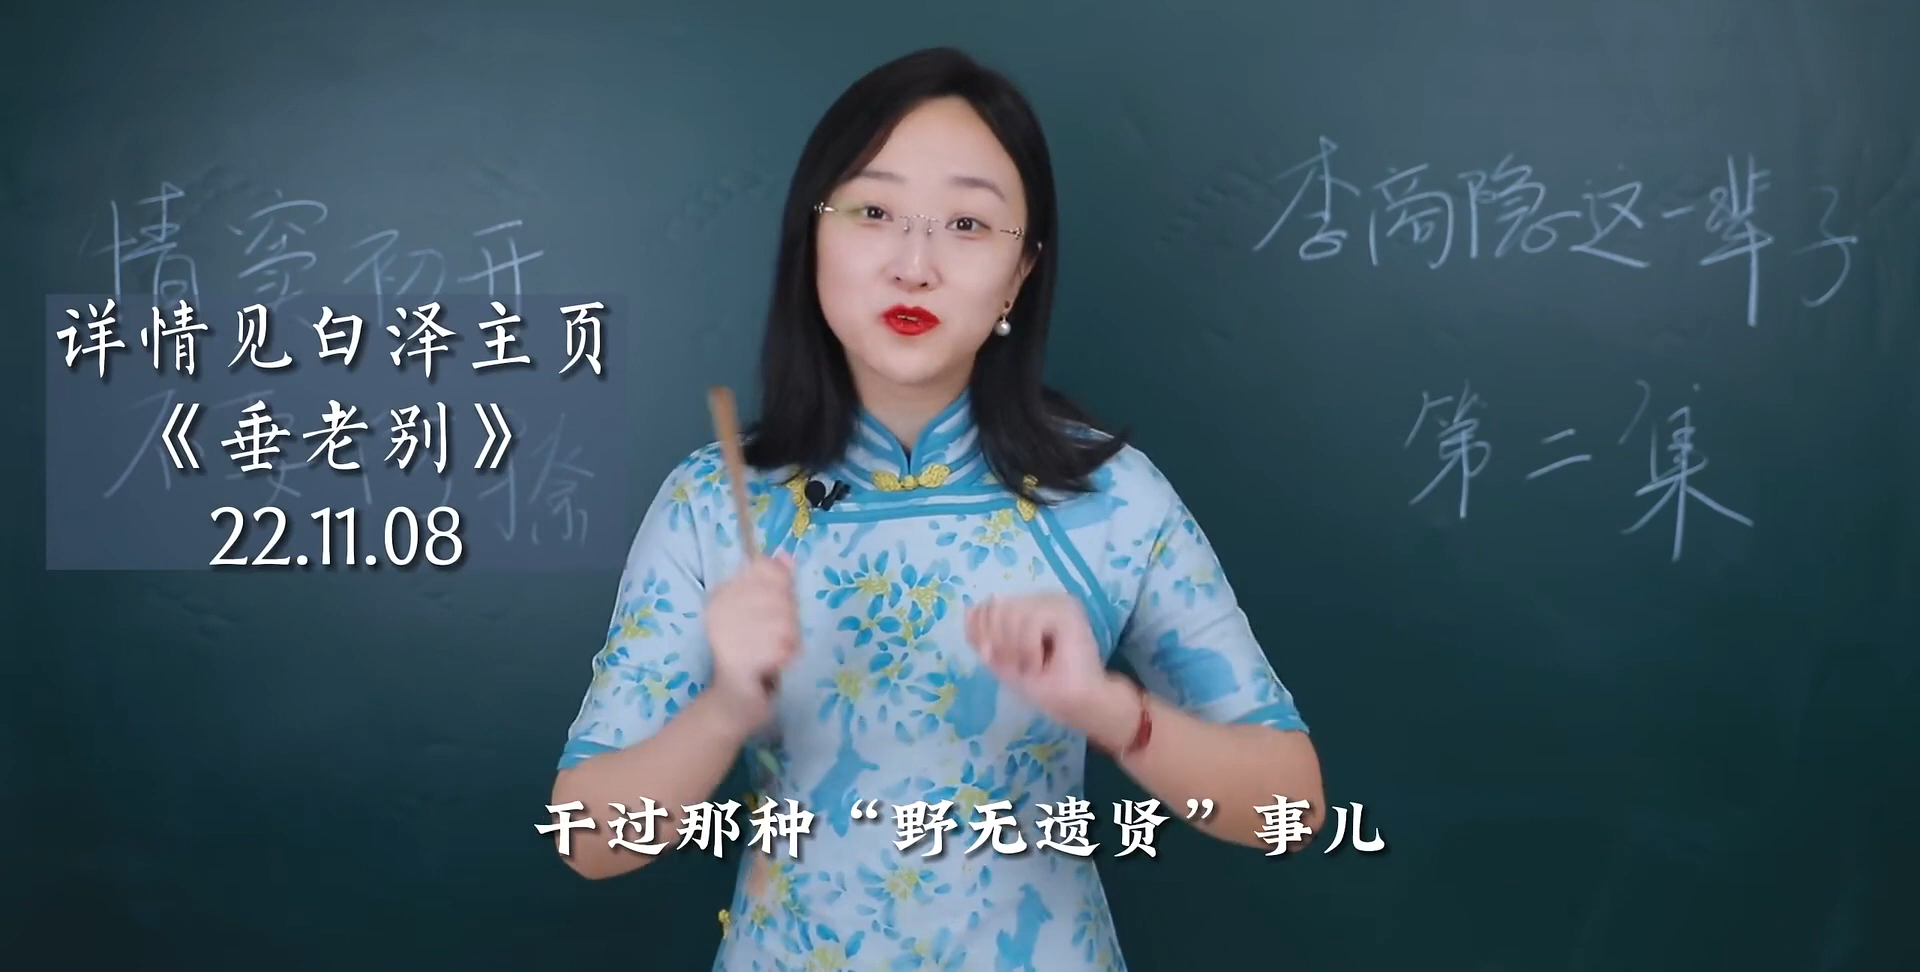 情窦初开
李商隐这一辈子
第二集
详情见白泽主页
《垂老别》
22.11.08
干过那种“野无遗贤”事儿